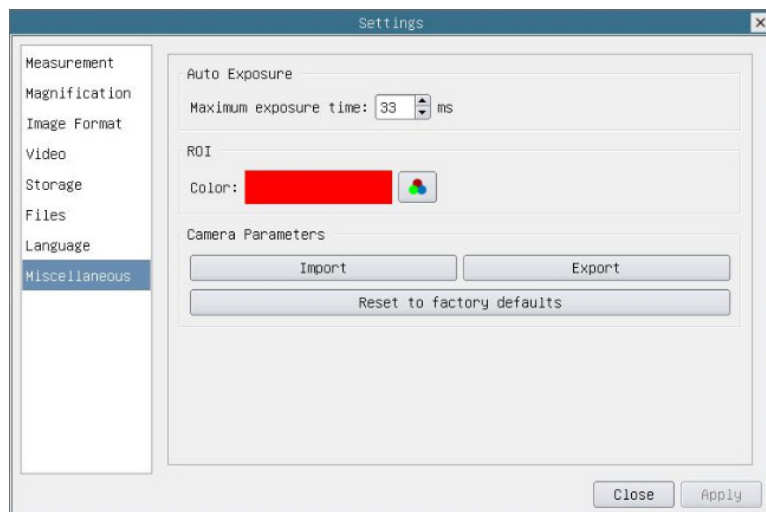 Settings
Measurement
Magnification
Image Format
Video
Storage
Files
Language
Miscellaneous
Auto Exposure
Maximum exposure time: 33 ms
ROI
Color:
Camera Parameters
Import Export
Reset to factory defaults
Close Apply